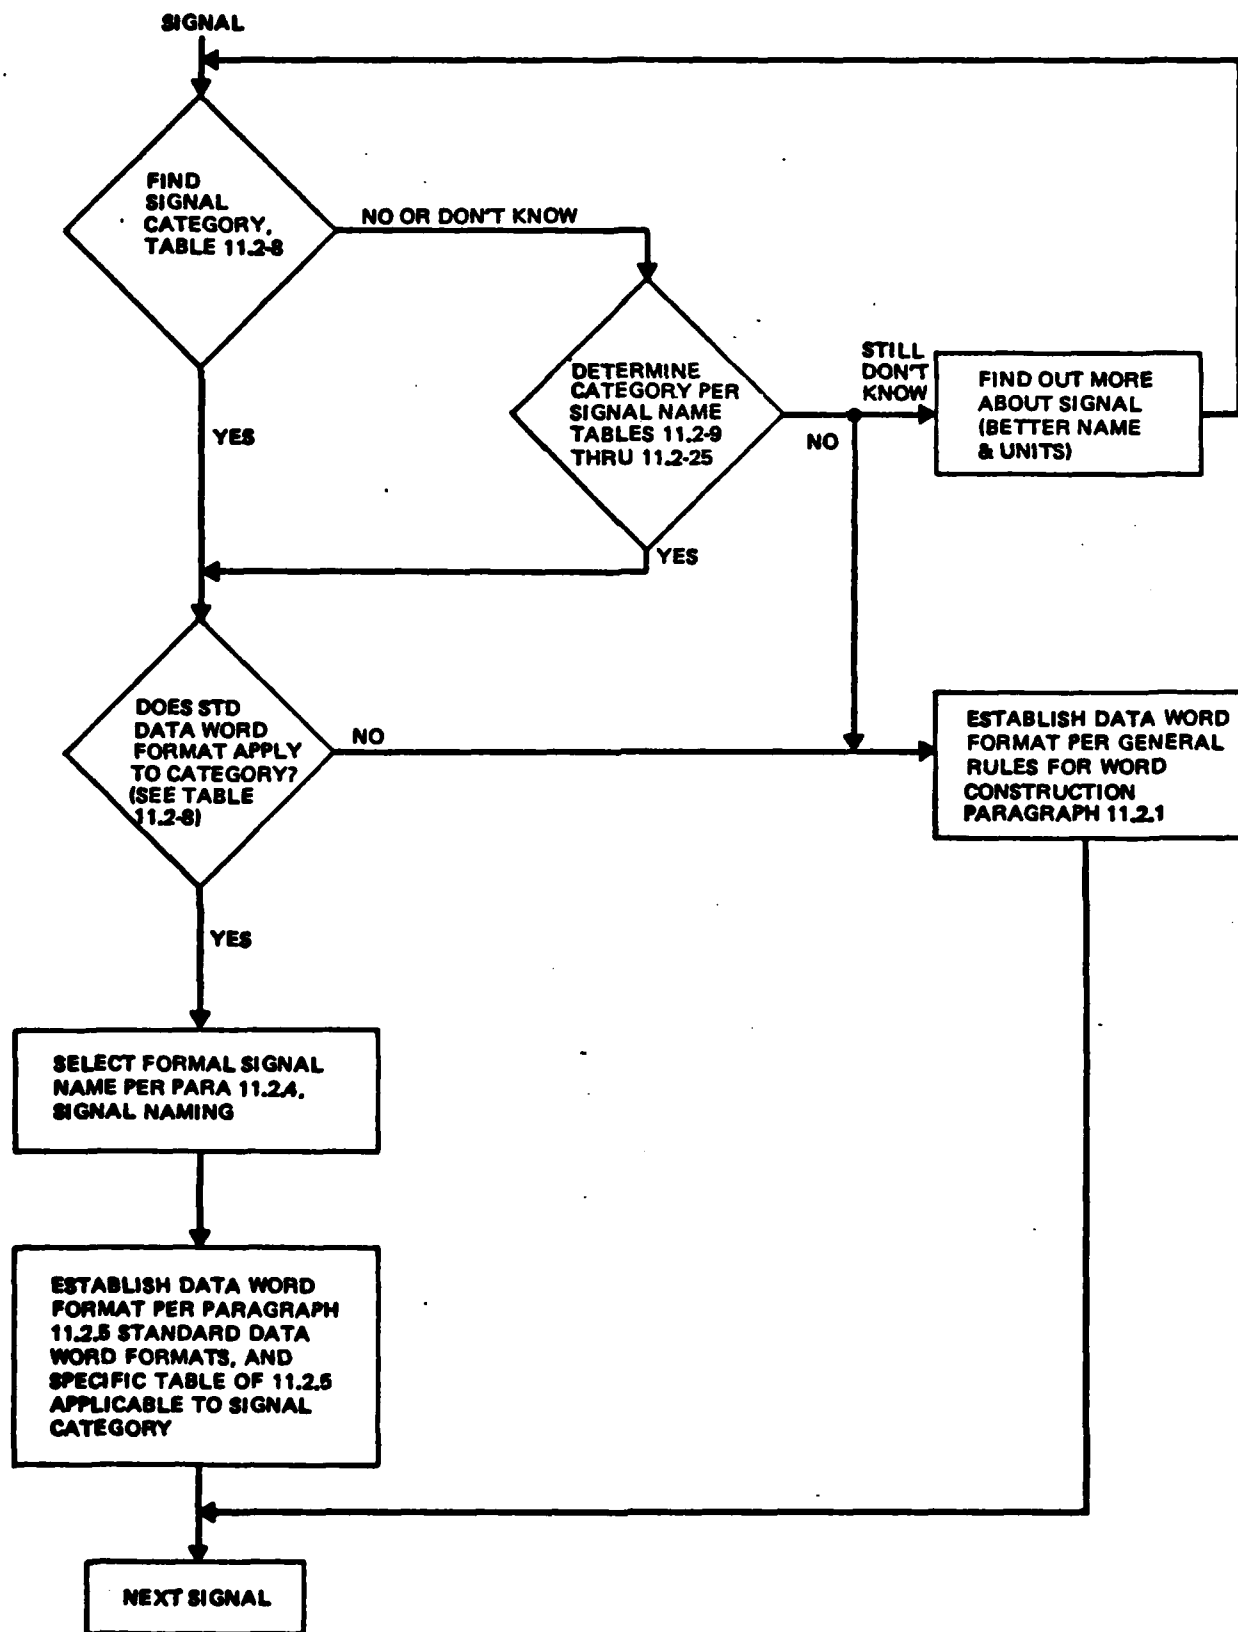 SIGNAL
FIND
SIGNAL
CATEGORY,
TABLE 11.2-8
NO OR DON'T KNOW
YES
DETERMINE
CATEGORY PER
SIGNAL NAME
TABLES 11.2-9
THRU 11.2-25
STILL
DON'T
KNOW
NO
YES
FIND OUT MORE
ABOUT SIGNAL
(BETTER NAME
& UNITS)
DOES STD
DATA WORD
FORMAT APPLY
TO CATEGORY?
(SEE TABLE
11.2-8)
NO
YES
ESTABLISH DATA WORD
FORMAT PER GENERAL
RULES FOR WORD
CONSTRUCTION
PARAGRAPH 11.2.1
SELECT FORMAL SIGNAL
NAME PER PARA 11.2.4,
SIGNAL NAMING
ESTABLISH DATA WORD
FORMAT PER PARAGRAPH
11.2.5 STANDARD DATA
WORD FORMATS, AND
SPECIFIC TABLE OF 11.2.5
APPLICABLE TO SIGNAL
CATEGORY
NEXT SIGNAL